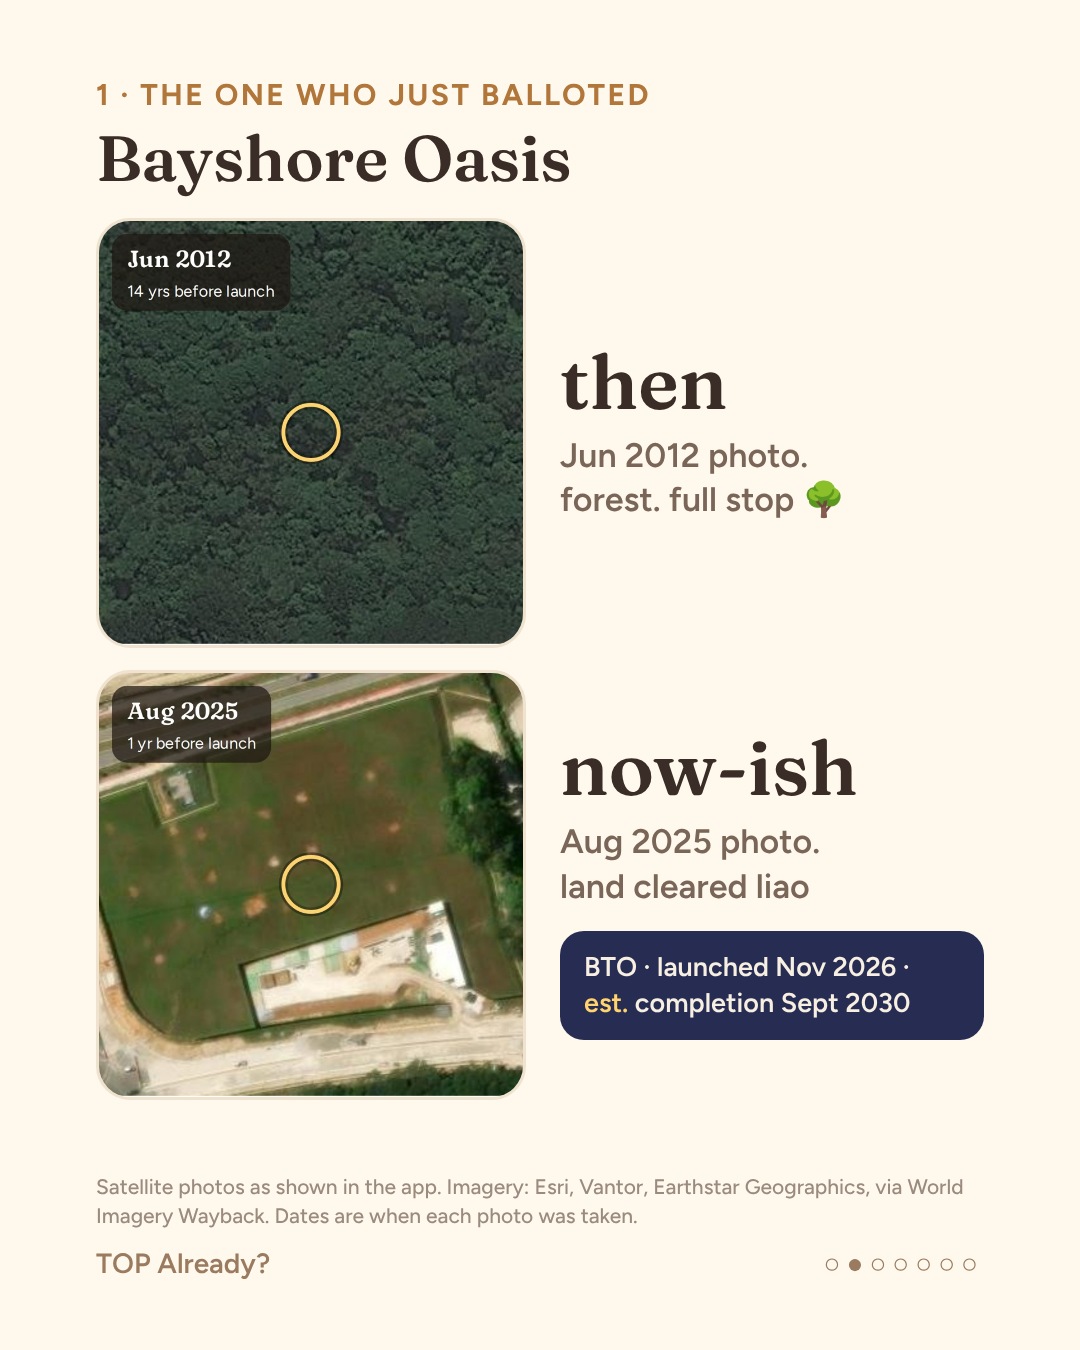 1 · THE ONE WHO JUST BALLOTED
Bayshore Oasis
Jun 2012
14 yrs before launch
then
Jun 2012 photo.
forest. full stop 🌳
Aug 2025
1 yr before launch
now-ish
Aug 2025 photo.
land cleared liao
BTO · launched Nov 2026 ·
est. completion Sept 2030
Satellite photos as shown in the app. Imagery: Esri, Vantor, Earthstar Geographics, via World
Imagery Wayback. Dates are when each photo was taken.
TOP Already?